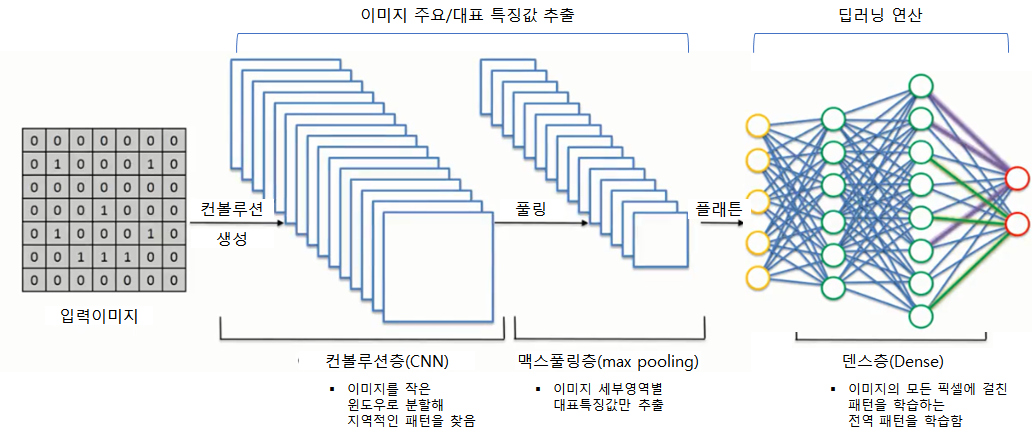 이미지 주요/대표 특징값 추출
딥러닝 연산
0 0 0 0 0 0 0
0 1 0 0 0 1 0
0 0 0 0 0 0 0
0 0 0 1 0 0 0
0 1 0 0 0 1 0
0 0 1 1 1 0 0
0 0 0 0 0 0 0
입력이미지
컨볼루션
생성
풀링
플래튼
컨볼루션층(CNN)
▪ 이미지를 작은
윈도우로 분할해
지역적인 패턴을 찾음
맥스풀링층(max pooling)
▪ 이미지 세부영역별
대표특징값만 추출
덴스층(Dense)
▪ 이미지의 모든 픽셀에 걸친
패턴을 학습하는
전역 패턴을 학습함